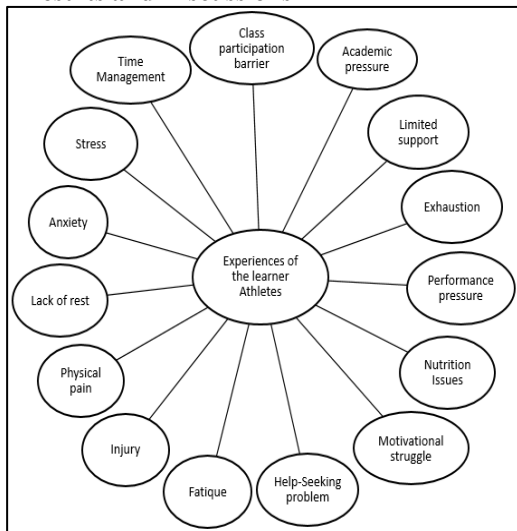 Class
participation
barrier
Academic
pressure
Limited
support
Exhaustion
Performance
pressure
Nutrition
Issues
Motivational
struggle
Help-Seeking
problem
Fatique
Injury
Physical
pain
Lack of rest
Anxiety
Stress
Time
Management
Experiences of
the learner
Athletes